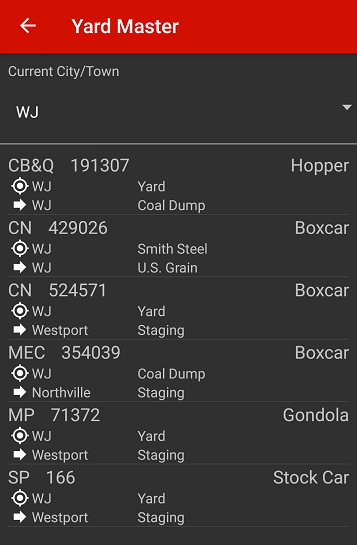 Yard Master
Current City/Town
WJ
CB&Q 191307 Hopper
WJ Yard
WJ Coal Dump
CN 429026 Boxcar
WJ Smith Steel
WJ U.S. Grain
CN 524571 Boxcar
WJ Yard
Westport Staging
MEC 354039 Boxcar
WJ Coal Dump
Northville Staging
MP 71372 Gondola
WJ Yard
Westport Staging
SP 166 Stock Car
WJ Yard
Westport Staging